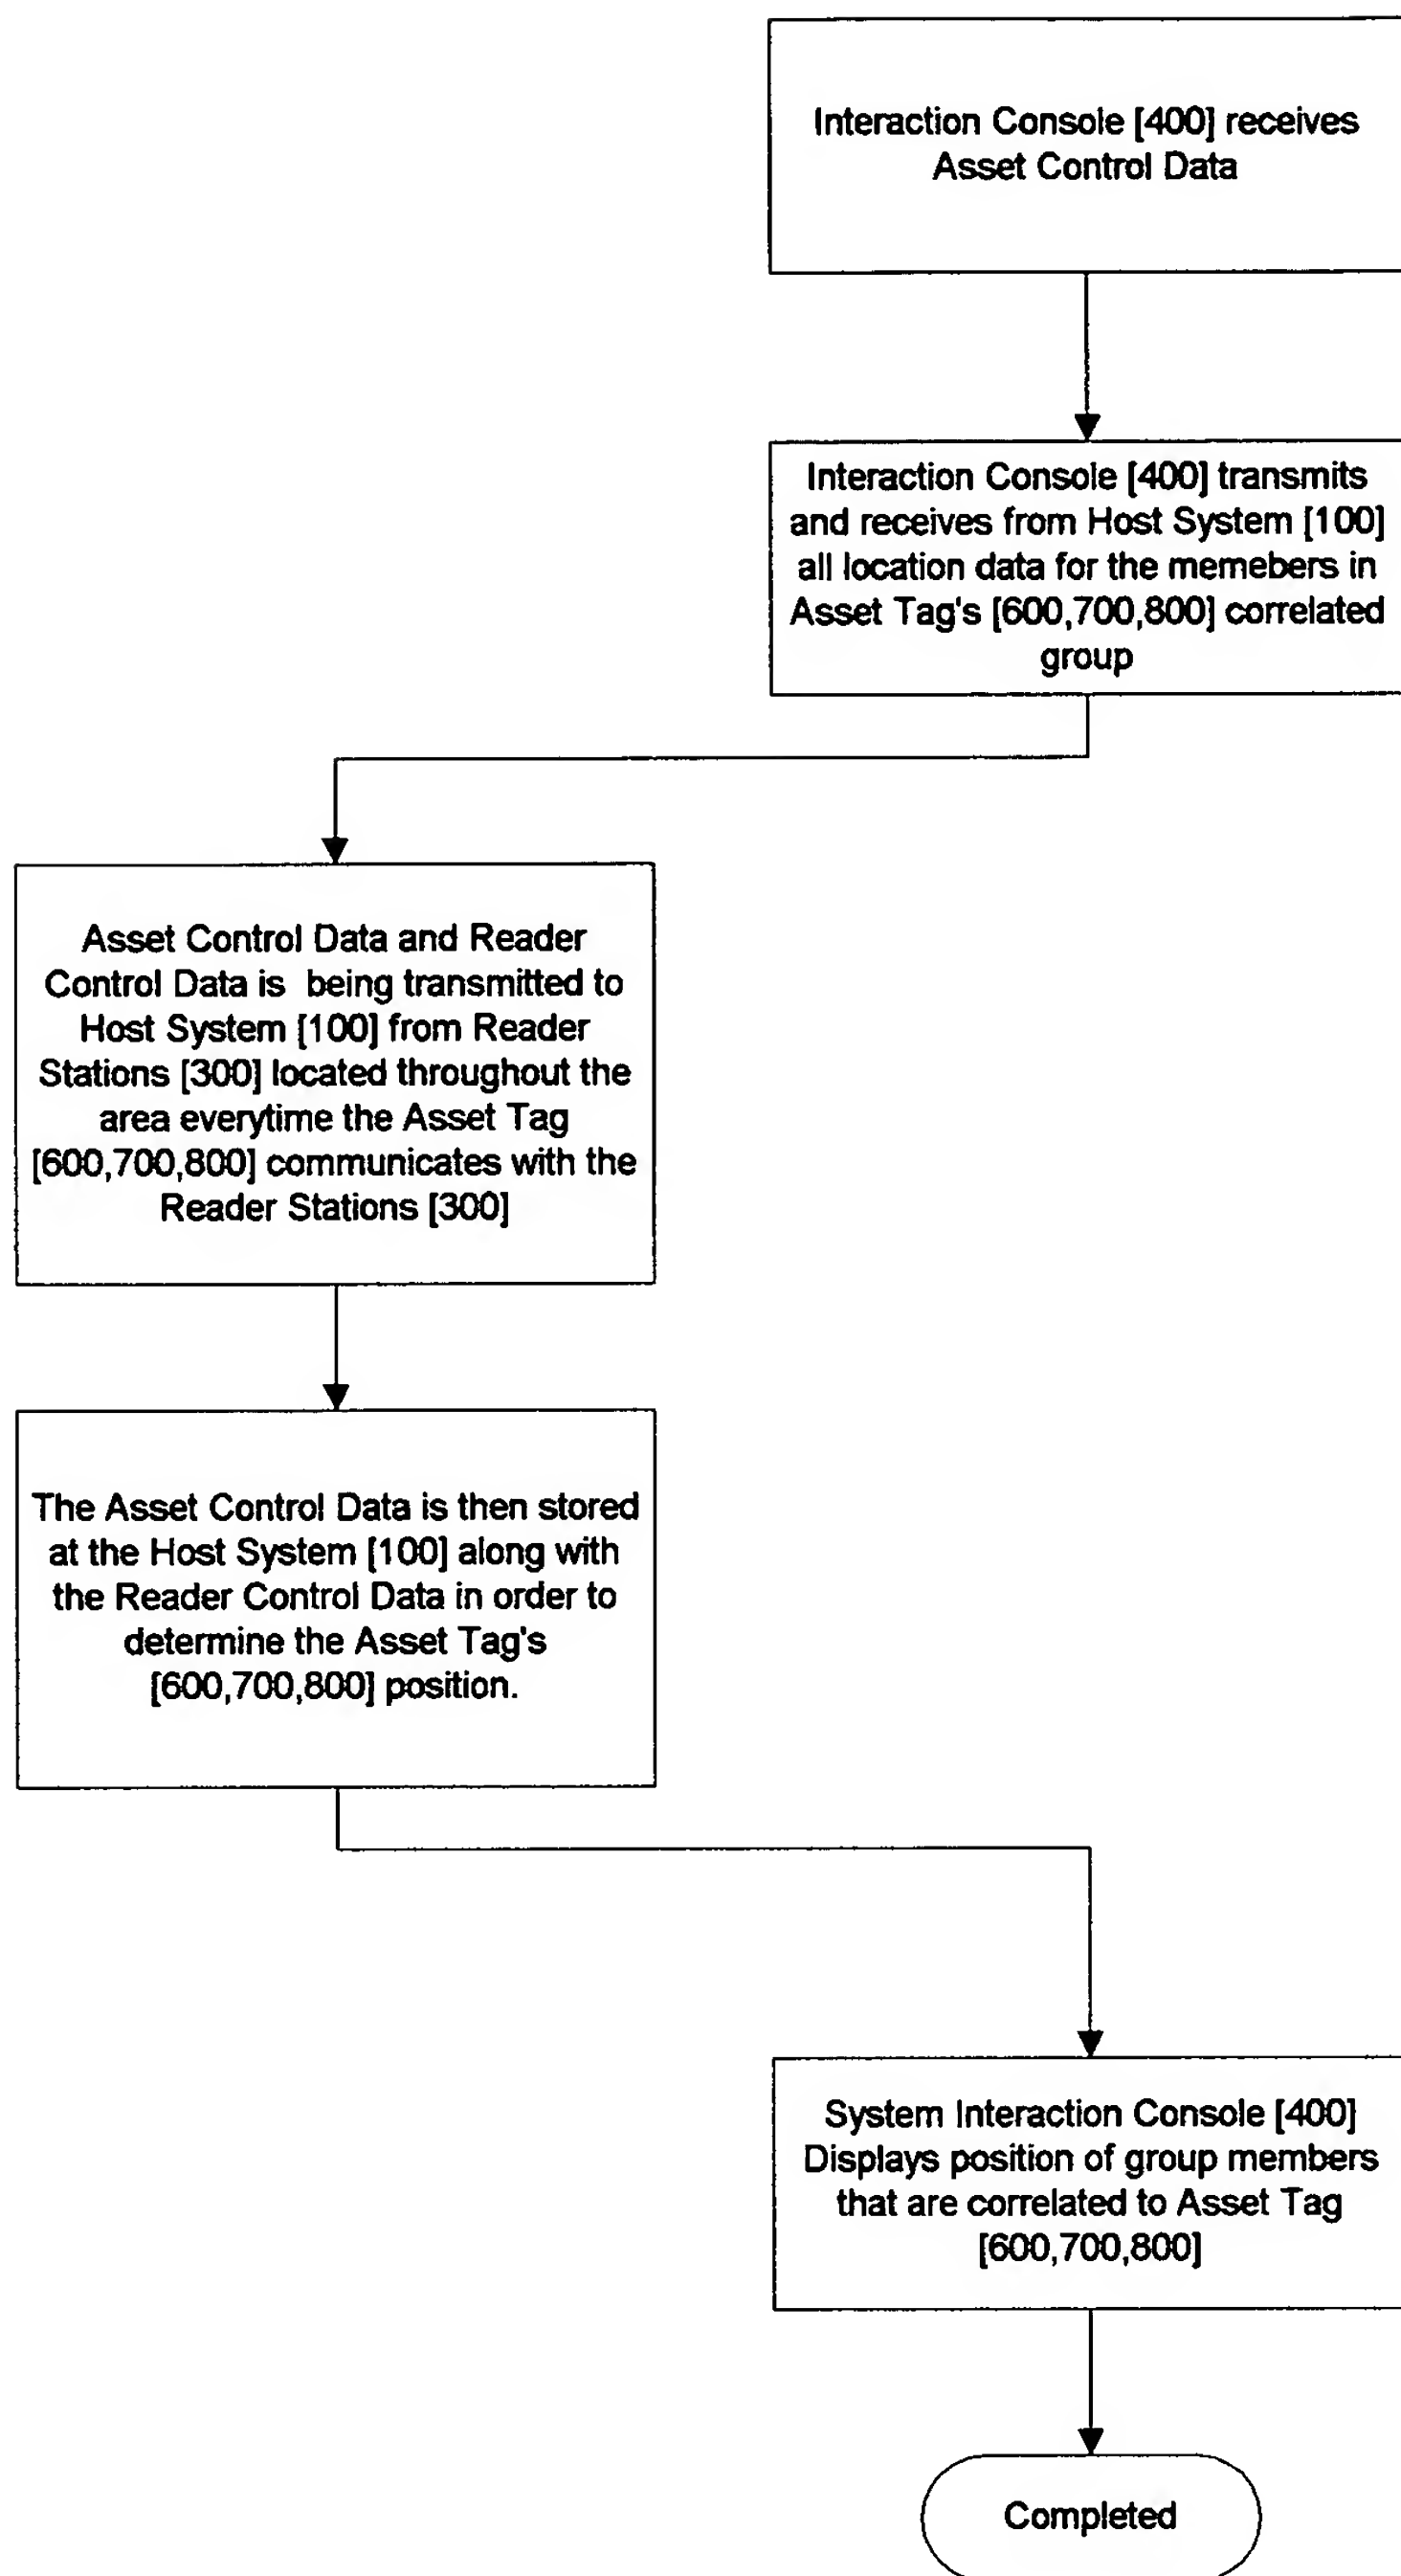 Interaction Console [400] receives
Asset Control Data
Interaction Console [400] transmits
and receives from Host System [100]
all location data for the memebers in
Asset Tag's [600,700,800] correlated
group
Asset Control Data and Reader
Control Data is being transmitted to
Host System [100] from Reader
Stations [300] located throughout the
area everytime the Asset Tag
[600,700,800] communicates with the
Reader Stations [300]
The Asset Control Data is then stored
at the Host System [100] along with
the Reader Control Data in order to
determine the Asset Tag's
[600,700,800] position.
System Interaction Console [400]
Displays position of group members
that are correlated to Asset Tag
[600,700,800]
Completed